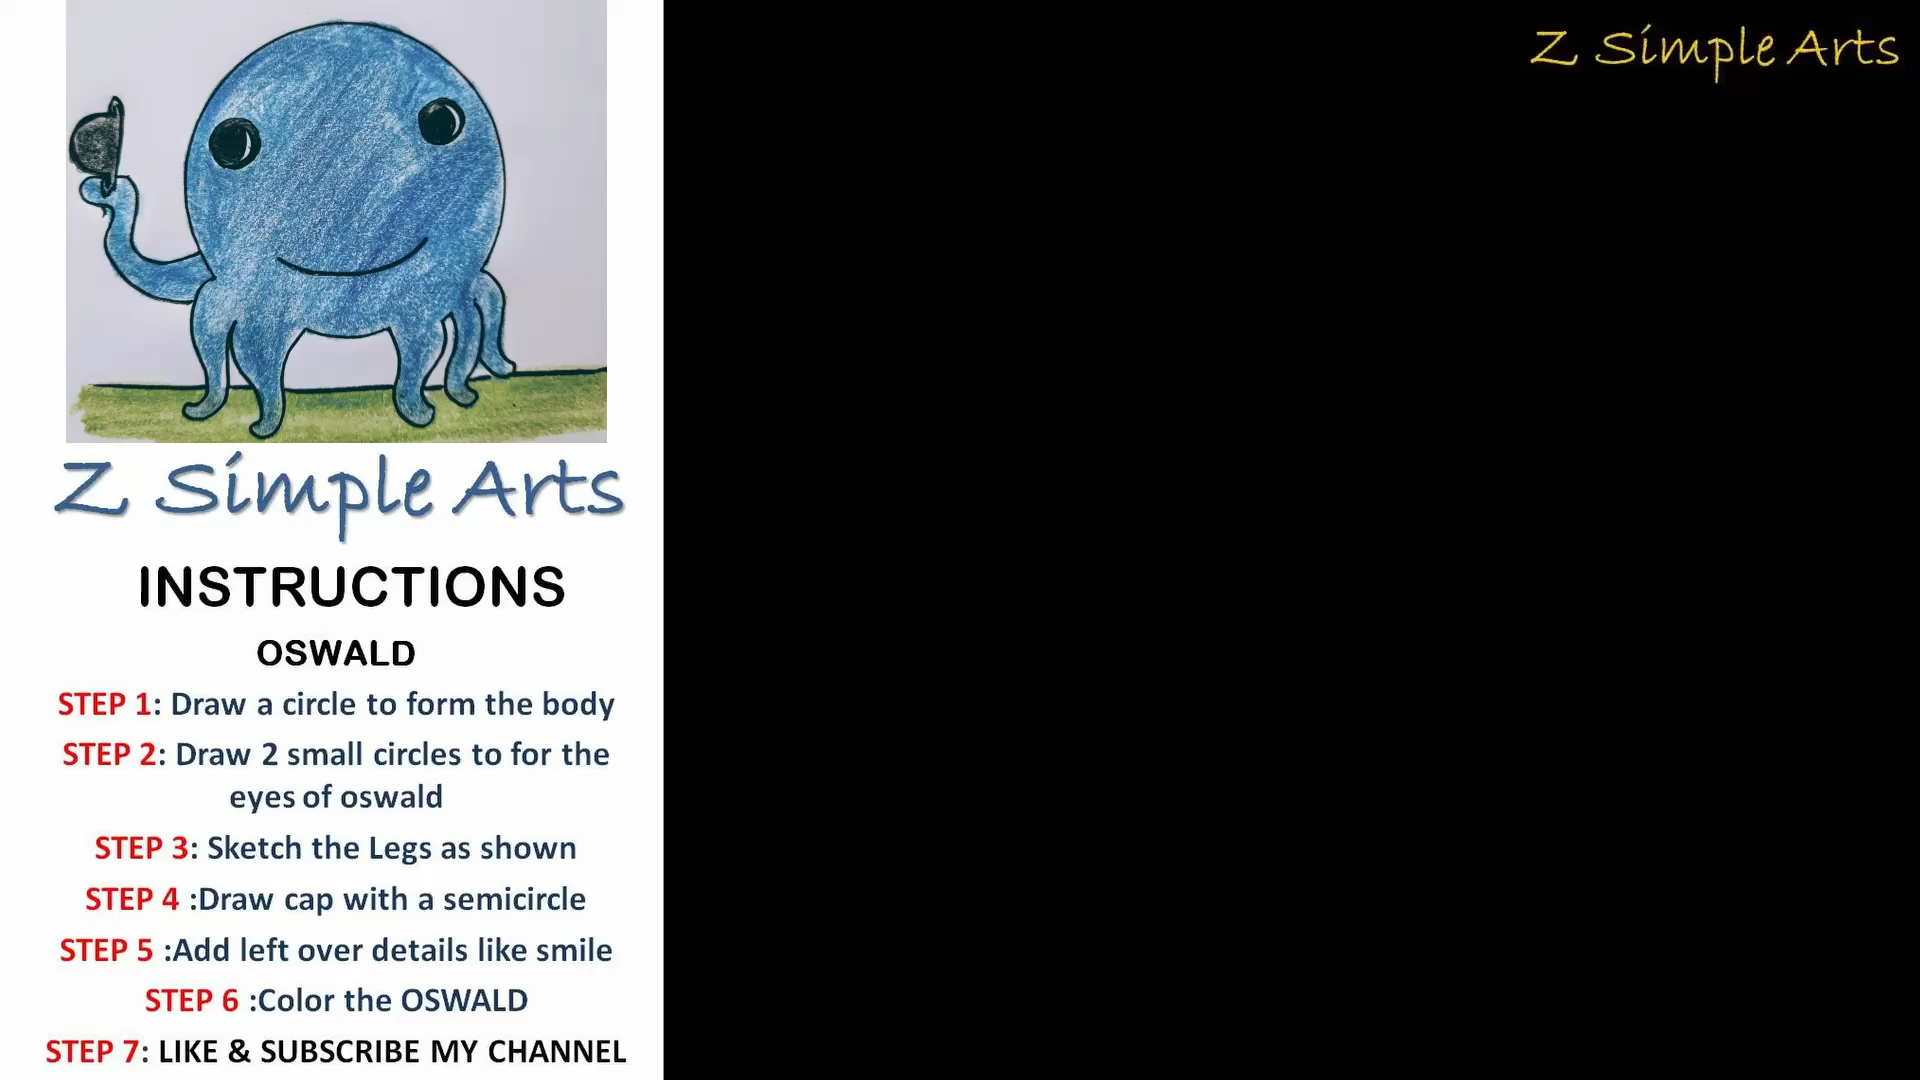 Z Simple Arts
Z Simple Arts
INSTRUCTIONS
OSWALD
STEP 1: Draw a circle to form the body
STEP 2: Draw 2 small circles to for the
eyes of oswald
STEP 3: Sketch the Legs as shown
STEP 4 :Draw cap with a semicircle
STEP 5 :Add left over details like smile
STEP 6 :Color the OSWALD
STEP 7: LIKE & SUBSCRIBE MY CHANNEL